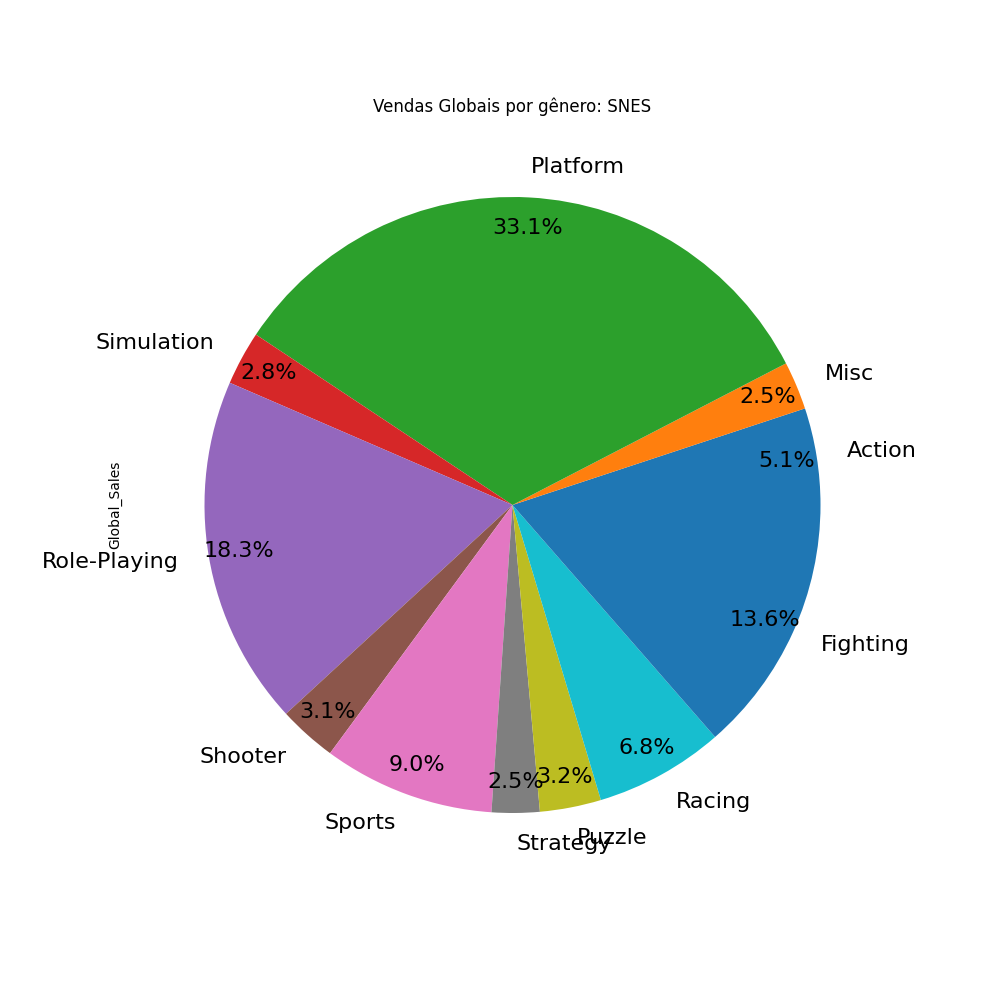 Vendas Globais por gênero: SNES
Platform
33.1%
Simulation
2.8%
Misc
2.5%
Action
5.1%
Global_Sales
Role-Playing
18.3%
Fighting
13.6%
Shooter
3.1%
Sports
9.0%
Strategy
2.5%
Puzzle
3.2%
Racing
6.8%